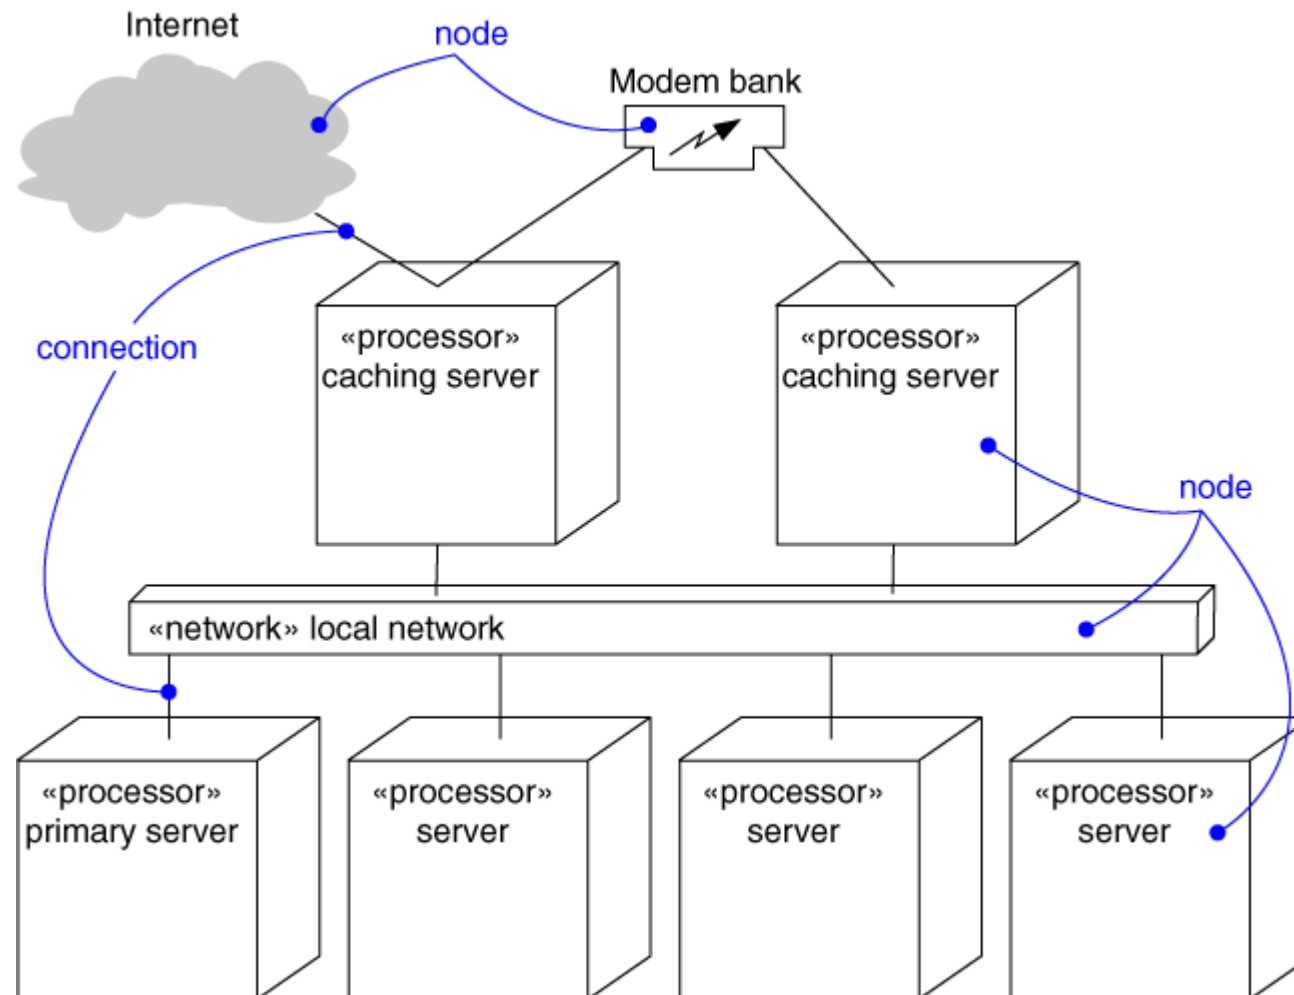 Internet
node
Modem bank
connection
«processor»
caching server
«processor»
caching server
node
«network» local network
«processor»
primary server
«processor»
server
«processor»
server
«processor»
server